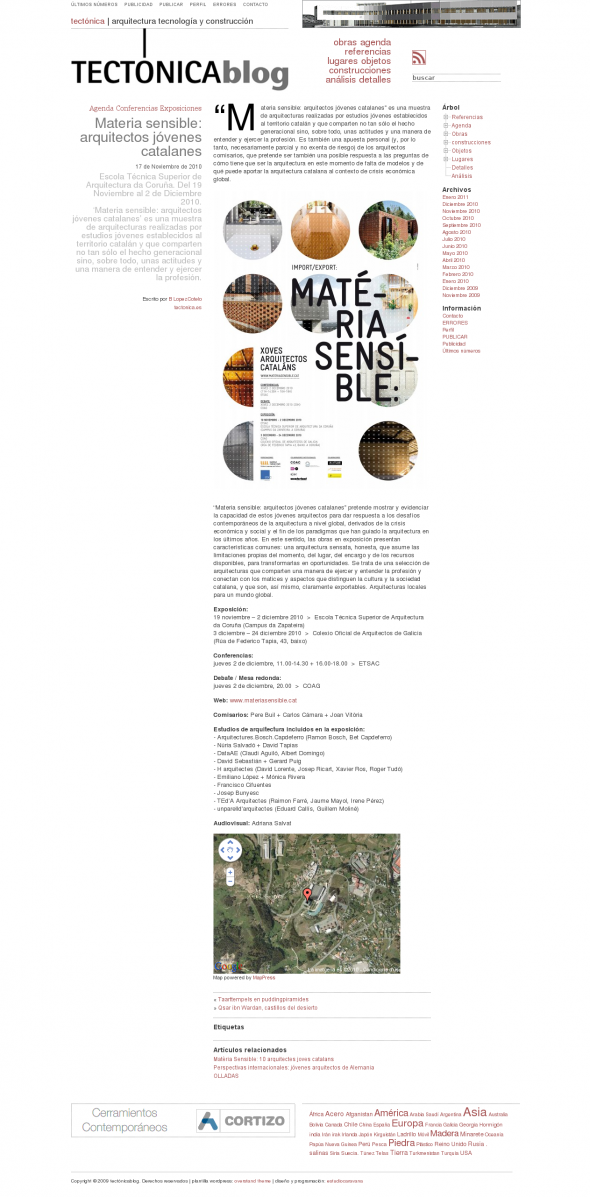 ÚLTIMOS NÚMEROS PUBLICIDAD PUBLICAR PERFIL ERRORES CONTACTO
tectónica | arquitectura tecnología y construcción
TECTONICAblog
obras agenda
referencias
lugares objetos
construcciones
análisis detalles
buscar
Agenda Conferencias Exposiciones
Materia sensible:
arquitectos jóvenes
catalanes
17 de Noviembre de 2010
Escola Técnica Superior de
Arquitectura da Coruña. Del 19
Noviembre al 2 de Diciembre
2010.
'Materia sensible: arquitectos
jóvenes catalanes' es una muestra
de arquitecturas realizadas por
estudios jóvenes establecidos al
territorio catalán y que comparten
no tan sólo el hecho generacional
sino, sobre todo, unas actitudes y
una manera de entender y ejercer
la profesión.
Escrito por B LopezCotelo
tectonica.es
"Materia sensible: arquitectos jóvenes catalanes" es una muestra
de arquitecturas realizadas por estudios jóvenes establecidos
al territorio catalán y que comparten no tan sólo el hecho
generacional sino, sobre todo, unas actitudes y una manera de
entender y ejercer la profesión. Es también una apuesta personal (y, por lo
tanto, necesariamente parcial y no exenta de riesgo) de los arquitectos
comisarios, que pretende ser también una posible respuesta a las preguntas de
cómo tiene que ser la arquitectura en este momento de falta de modelos y de
qué puede aportar la arquitectura catalana al contexto de crisis económica
global.
IMPORT/EXPORT:
MATÉ-
RIA
SENSÍ-
BLE:
XOVES
ARQUITECTOS
CATALÁNS
WWW.MATERIASENSIBLE.CAT
"Materia sensible: arquitectos jóvenes catalanes" pretende mostrar y evidenciar
la capacidad de estos jóvenes arquitectos para dar respuesta a los desafíos
contemporáneos de la arquitectura a nivel global, derivados de la crisis
económica y social y el fin de los paradigmas que han guiado la arquitectura en
los últimos años. En este sentido, las obras en exposición presentan
características comunes: una arquitectura sensata, honesta, que asume las
limitaciones propias del momento, del lugar, del encargo y de los recursos
disponibles, para transformarlas en oportunidades. Se trata de una selección de
arquitecturas que comparten una manera de ejercer y entender la profesión y
conectan con los matices y aspectos que distinguen la cultura y la sociedad
catalana, y que son, así mismo, claramente exportables. Arquitecturas locales
para un mundo global.
Exposición:
19 noviembre – 2 diciembre 2010 > Escola Técnica Superior de Arquitectura
da Coruña (Campus da Zapateira)
3 diciembre – 24 diciembre 2010 > Colexio Oficial de Arquitectos de Galicia
(Rúa de Federico Tapia, 43, baixo)
Conferencias:
jueves 2 de diciembre, 11.00-14.30 + 16.00-18.00 > ETSAC
Debate / Mesa redonda:
jueves 2 de diciembre, 20.00 > COAG
Web: www.materiasensible.cat
Comisarios: Pere Buil + Carlos Cámara + Joan Vitòria
Estudios de arquitectura incluidos en la exposición:
- Arquitectures Bosch Capdeferro (Ramon Bosch, Bet Capdeferro)
- Núria Salvadó + David Tapias
- DataAE (Claudi Aguiló, Albert Domingo)
- David Sebastián + Gerard Puig
- H arquitectes (David Lorente, Josep Ricart, Xavier Ros, Roger Tudó)
- Emiliano López + Mónica Rivera
- Francisco Cifuentes
- Josep Bunyesc
- TEd'A Arquitectes (Raimon Farré, Jaume Mayol, Irene Pérez)
- unparelld'arquitectes (Eduard Callís, Guillem Moliné)
Audiovisual: Adriana Salvat
Map powered by MapPress
« Taarttempels en puddingpiramides
» Qsar ibn Wardan, castillos del desierto
Etiquetas
Artículos relacionados
Matèria Sensible. 10 arquitectes joves catalans
Perspectivas internacionales: jóvenes arquitectos de Alemania
OLLADAS
Árbol
Referencias
Agenda
Obras
construcciones
Objetos
Lugares
Detalles
Análisis
Archivos
Enero 2011
Diciembre 2010
Noviembre 2010
Octubre 2010
Septiembre 2010
Agosto 2010
Julio 2010
Junio 2010
Mayo 2010
Abril 2010
Marzo 2010
Febrero 2010
Enero 2010
Diciembre 2009
Noviembre 2009
Información
Contacto
ERRORES
Perfil
PUBLICAR
Publicidad
Últimos números
Cerramientos
Contemporáneos
CORTIZO
África Acero Afganistan América Arabia Saudi Argentina Asia Australia
Bolivia Canada Chile China España Europa Francia Galicia Georgia Hormigón
India Irán Irak Irlanda Japón Kirguistán Ladrillo Móvil Madera Minarete Oceanía
Papua Nueva Guinea Perú Pesca Piedra Plástico Reino Unido Rusia
salinas Siria Suecia. Túnez Telas Tierra Turkmenistan Turquía USA
Copyright © 2009 tectónicablog. Derechos reservados | plantilla wordpress: